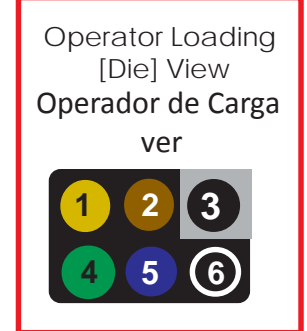 Operator Loading
[Die] View
Operador de Carga
ver
1 2 3
4 5 6